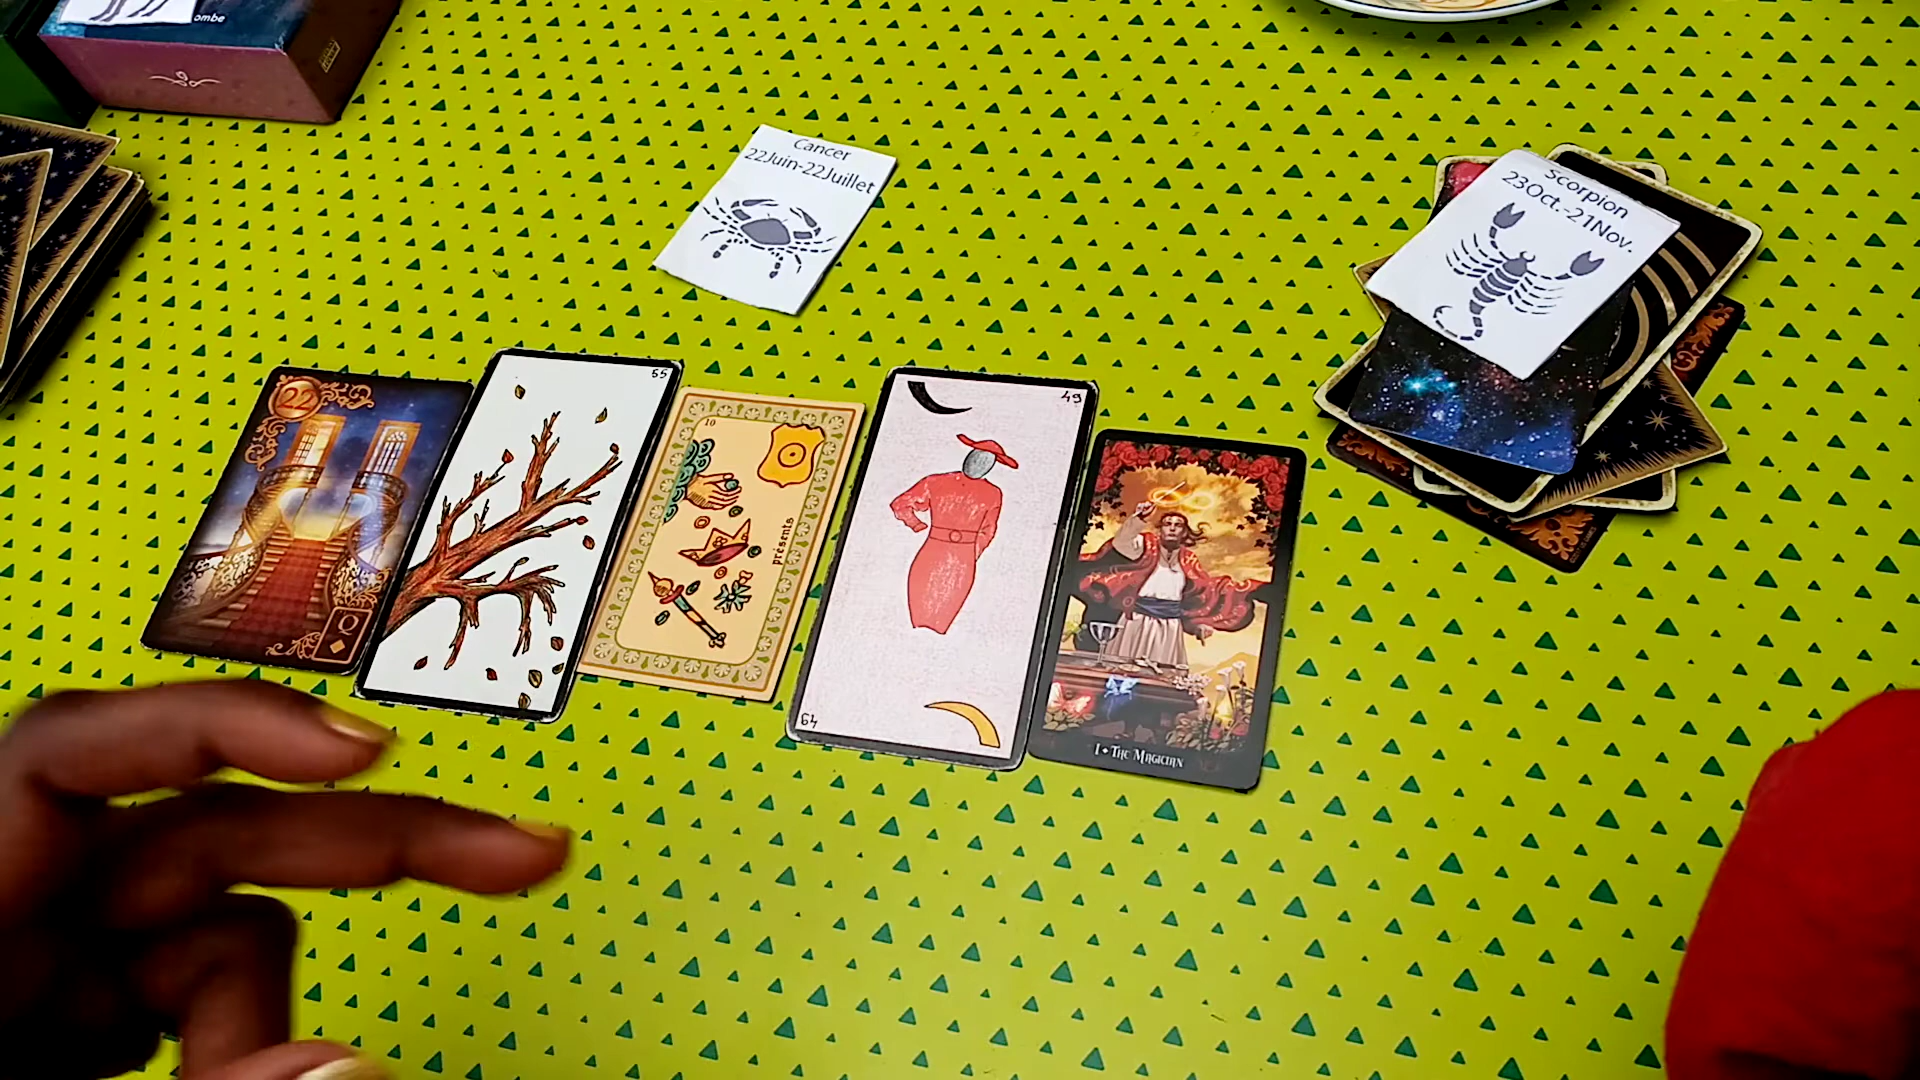 ombe
Cancer
22Juin-22Juillet
Scorpion
23Oct.-21Nov.
22
Q
55
10
présents
49
64
I ♦ The Magician